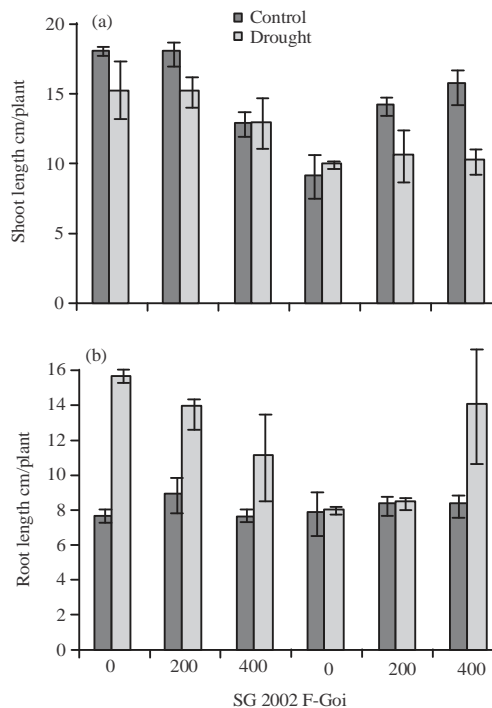 (a)
Control
Drought
20
15
10
5
0
Shoot length cm/plant
(b)
16
14
12
10
8
6
4
2
0
Root length cm/plant
0 200 400 0 200 400
SG 2002 F-Goi